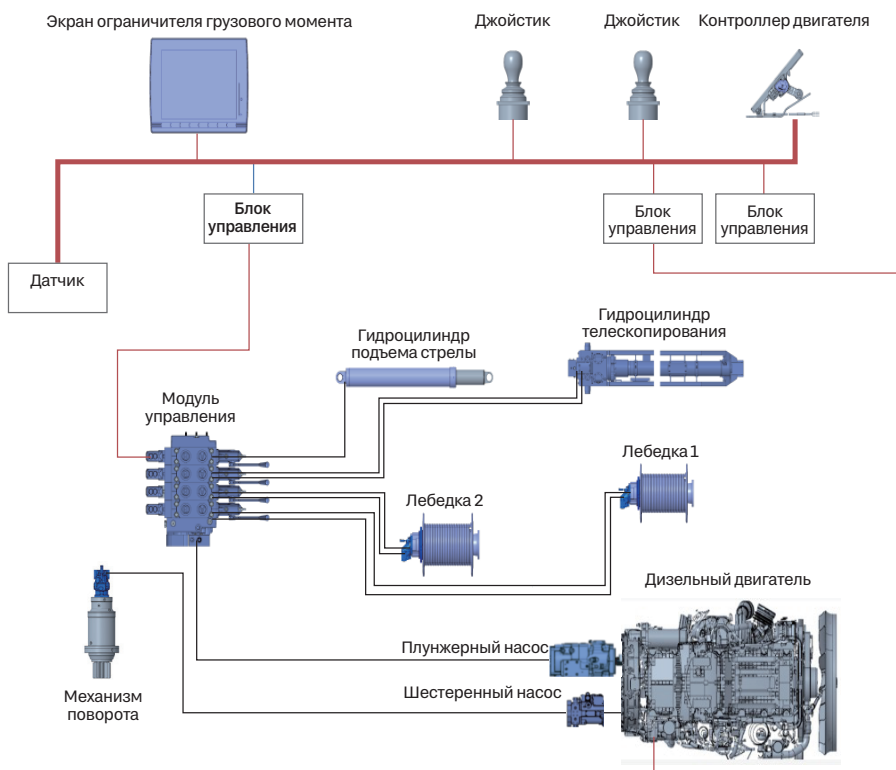 Экран ограничителя грузового момента
Джойстик
Джойстик
Контроллер двигателя
Блок
управления
Блок
управления
Блок
управления
Датчик
Гидроцилиндр
телескопирования
Гидроцилиндр
подъема стрелы
Модуль
управления
Лебедка 1
Лебедка 2
Дизельный двигатель
Плунжерный насос
Шестеренный насос
Механизм
поворота